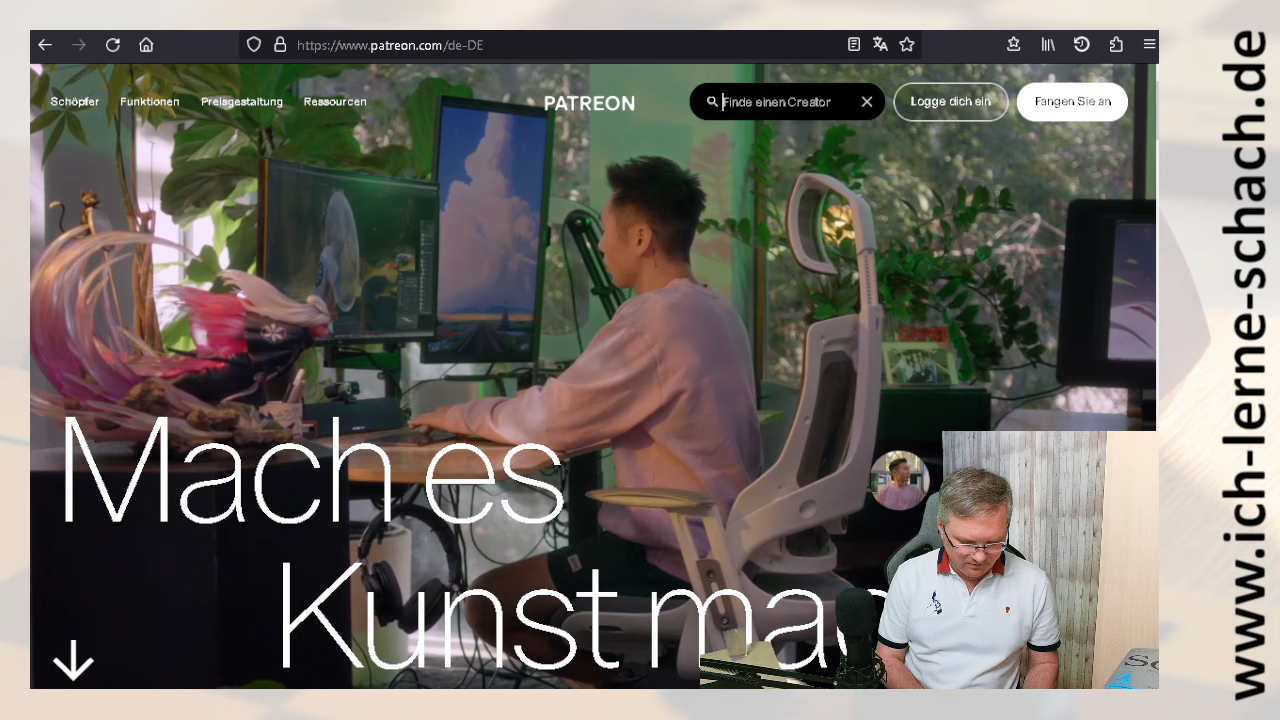 https://www.patreon.com/de-DE
Schöpfer Funktionen Preisgestaltung Ressourcen PATREON Finde einen Creator Logge dich ein Fangen Sie an
Mach es
Kunst mac
www.ich-lerne-schach.de